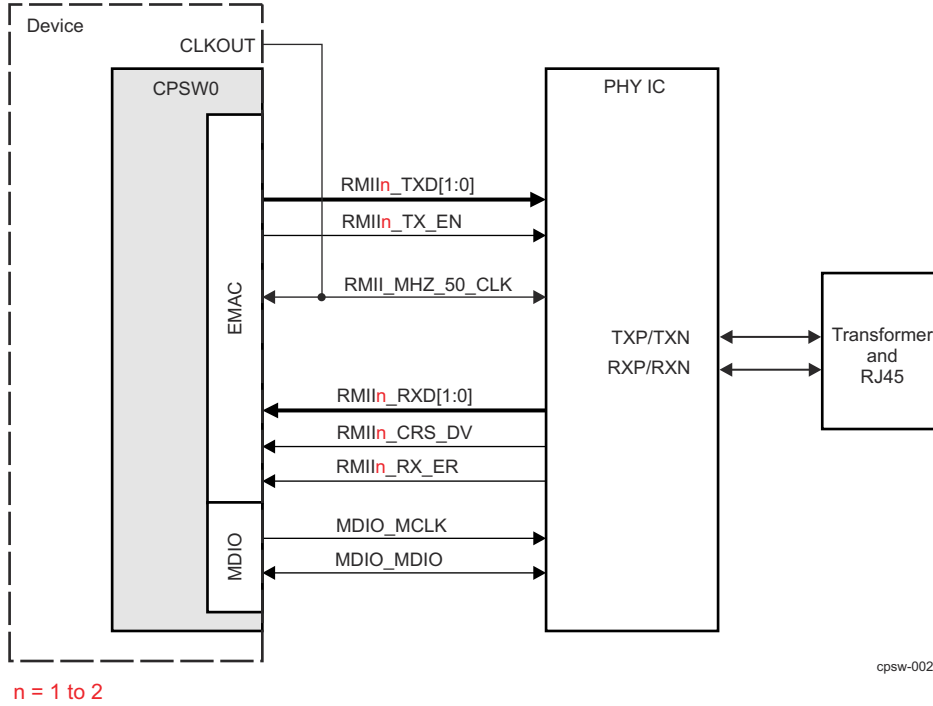 Device
CLKOUT
CPSW0
PHY IC
RMIIn_TXD[1:0]
RMIIn_TX_EN
RMII_MHZ_50_CLK
EMAC
TXP/TXN
RXP/RXN
Transformer
and
RJ45
RMIIn_RXD[1:0]
RMIIn_CRS_DV
RMIIn_RX_ER
MDIO_MCLK
MDIO_MDIO
MDIO
cpsw-002
n = 1 to 2